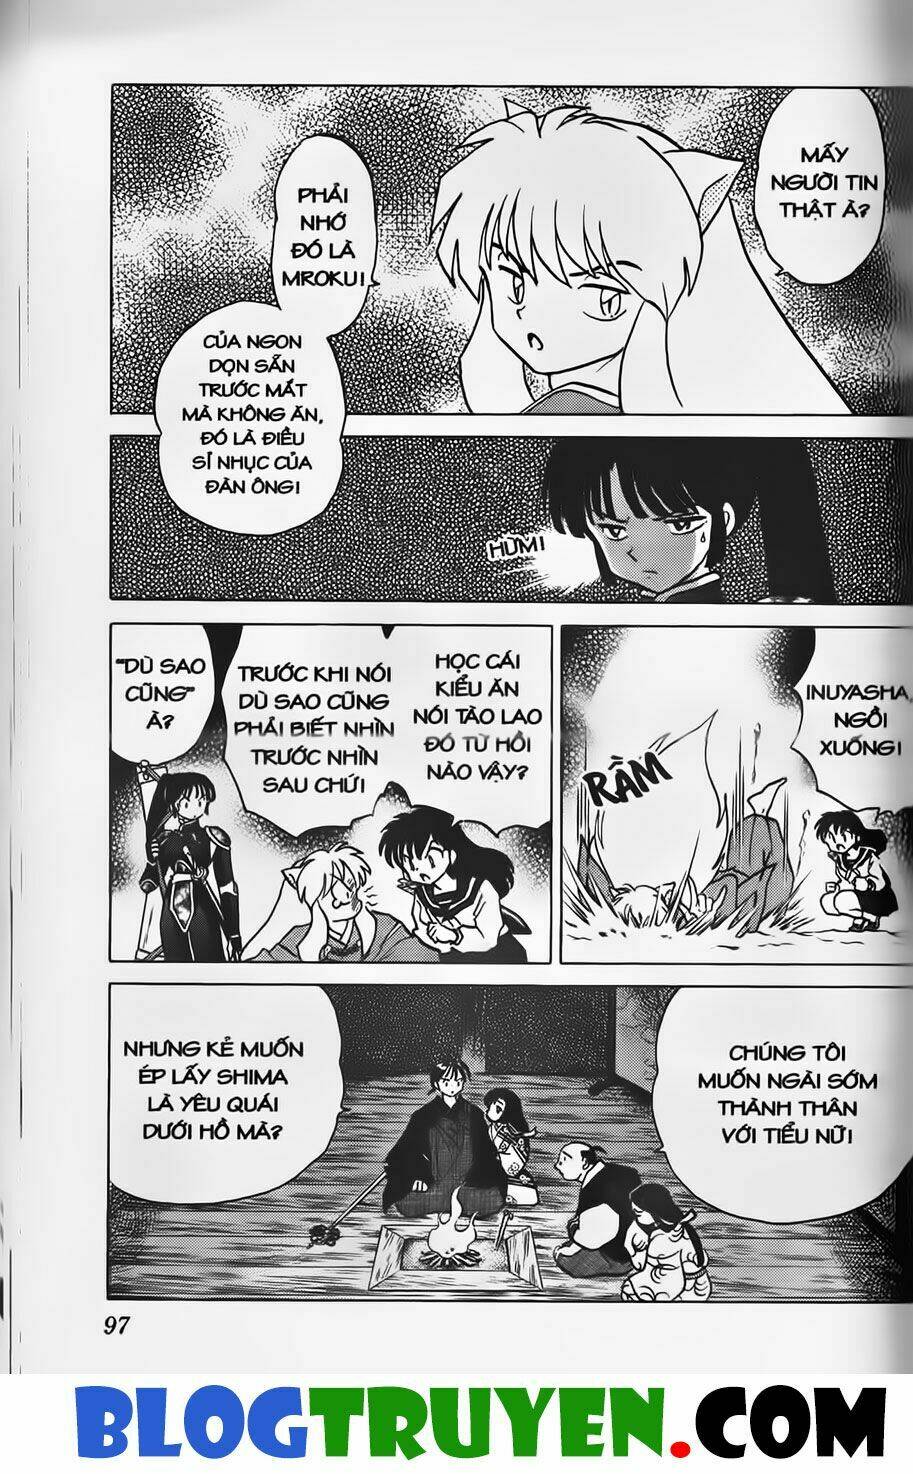 MẤY
NGƯỜI TIN
THẬT À?
PHẢI
NHỚ
ĐÓ LÀ
MROKU!
CỦA NGON
DỌN SẴN
TRƯỚC MẮT
MÀ KHÔNG ĂN,
ĐÓ LÀ ĐIỀU
SỈ NHỤC CỦA
ĐÀN ÔNG!
HỪM!
INUYASHA,
NGỒI
XUỐNG!
RẦM
HỌC CÁI
KIỂU ĂN
NÓI TÀO LAO
ĐÓ TỪ HỒI
NÀO VẬY?
TRƯỚC KHI NÓI
DÙ SAO CŨNG
PHẢI BIẾT NHÌN
TRƯỚC NHÌN
SAU CHỨ!
"DÙ SAO
CŨNG"
À?
CHÚNG TÔI
MUỐN NGÀI SỚM
THÀNH THÂN
VỚI TIỂU NỮ!
NHƯNG KẺ MUỐN
ÉP LẤY SHIMA
LÀ YÊU QUÁI
DƯỚI HỒ MÀ?
97
BLOGTRUYEN.COM